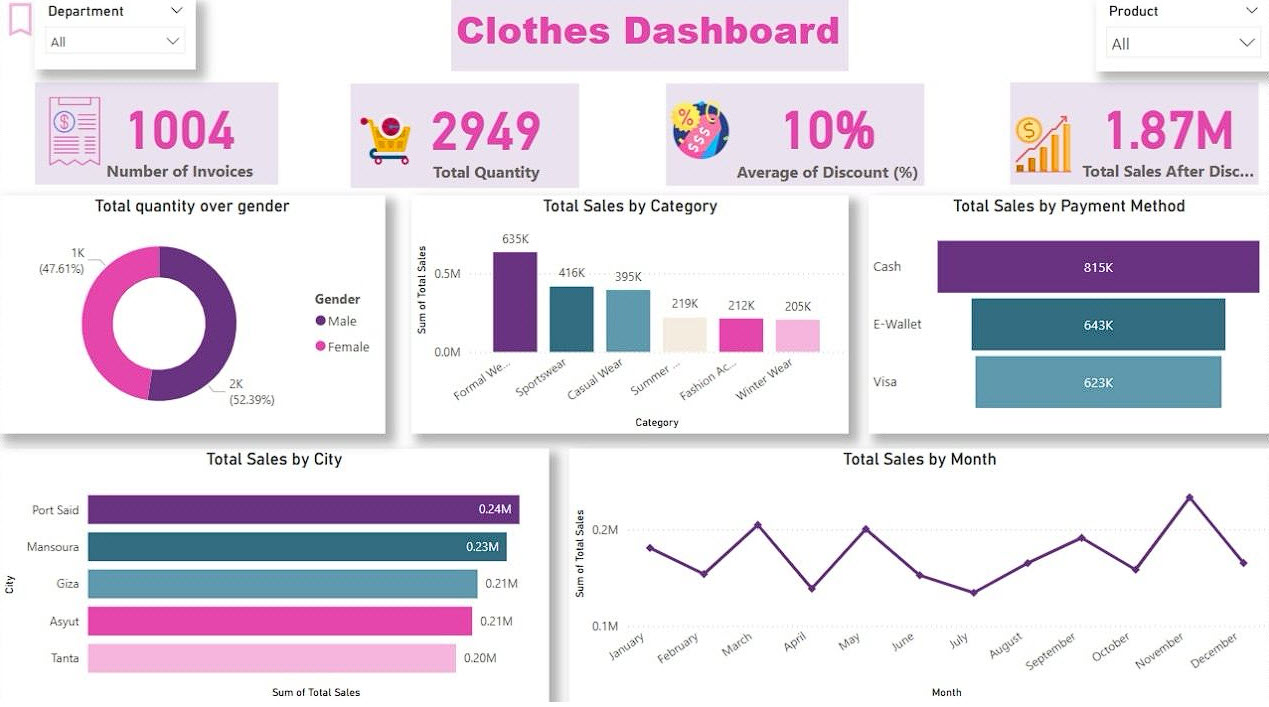 Department
All
Clothes Dashboard
Product
All
$
1004
Number of Invoices
2949
Total Quantity
%
$$$
10%
Average of Discount (%)
$
1.87M
Total Sales After Disc...
Total quantity over gender
1K
(47.61%)
2K
(52.39%)
Gender
Male
Female
Total Sales by Category
Sum of Total Sales
0.5M
0.0M
635K
416K
395K
219K
212K
205K
Formal We...
Sportswear
Casual Wear
Summer ...
Fashion Ac...
Winter Wear
Category
Total Sales by Payment Method
Cash
815K
E-Wallet
643K
Visa
623K
Total Sales by City
City
Port Said
0.24M
Mansoura
0.23M
Giza
0.21M
Asyut
0.21M
Tanta
0.20M
Sum of Total Sales
Total Sales by Month
Sum of Total Sales
0.2M
0.1M
January
February
March
April
May
June
July
August
September
October
November
December
Month